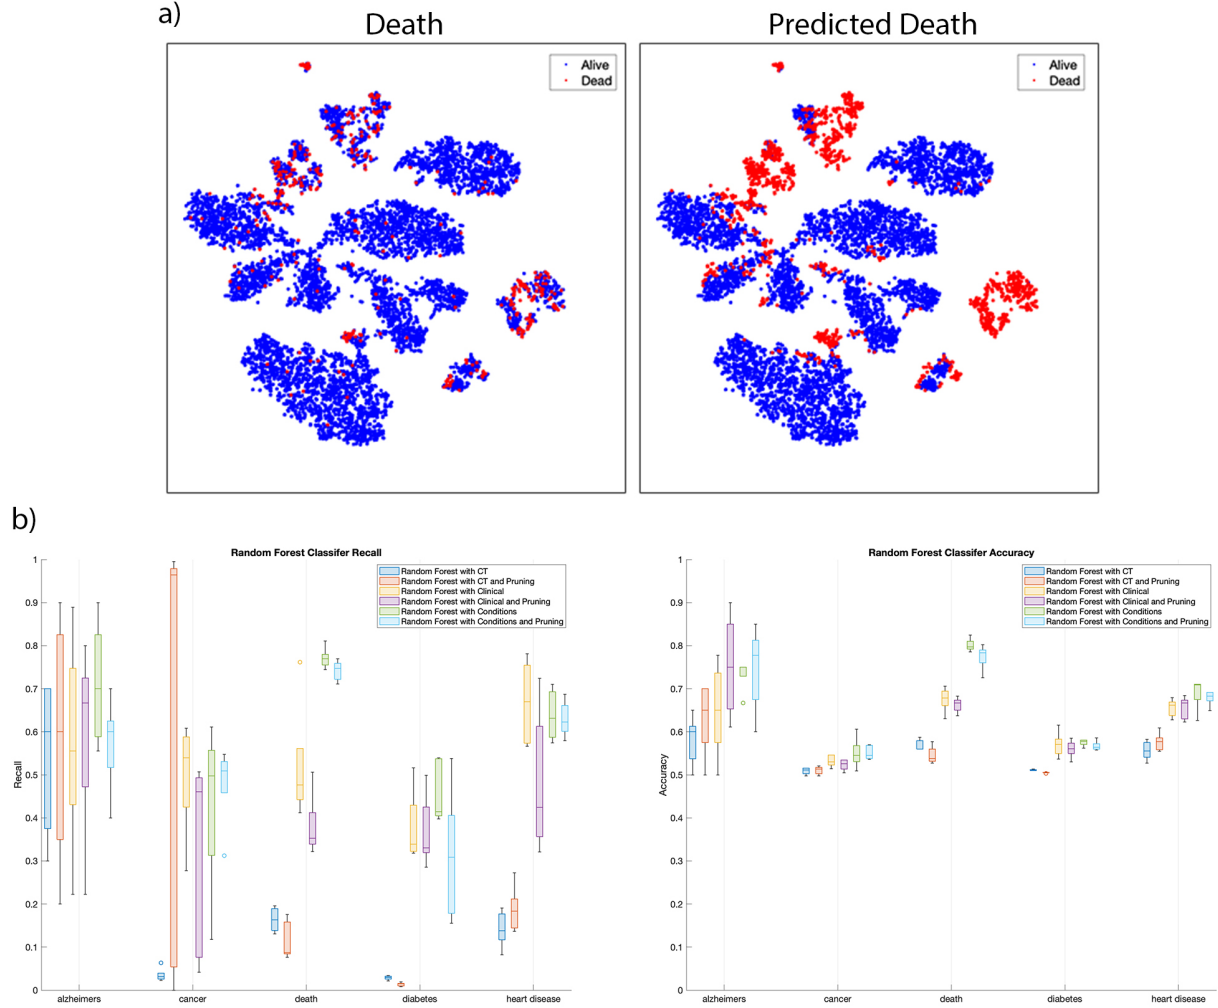 a)
Death
Predicted Death
Alive
Dead
Alive
Dead
b)
Random Forest Classifer Recall
Random Forest with CT
Random Forest with CT and Pruning
Random Forest with Clinical
Random Forest with Clinical and Pruning
Random Forest with Conditions
Random Forest with Conditions and Pruning
Recall
1
0.9
0.8
0.7
0.6
0.5
0.4
0.3
0.2
0.1
0
alzheimers
cancer
death
diabetes
heart disease
Random Forest Classifer Accuracy
Random Forest with CT
Random Forest with CT and Pruning
Random Forest with Clinical
Random Forest with Clinical and Pruning
Random Forest with Conditions
Random Forest with Conditions and Pruning
Accuracy
1
0.9
0.8
0.7
0.6
0.5
0.4
0.3
0.2
0.1
0
alzheimers
cancer
death
diabetes
heart disease